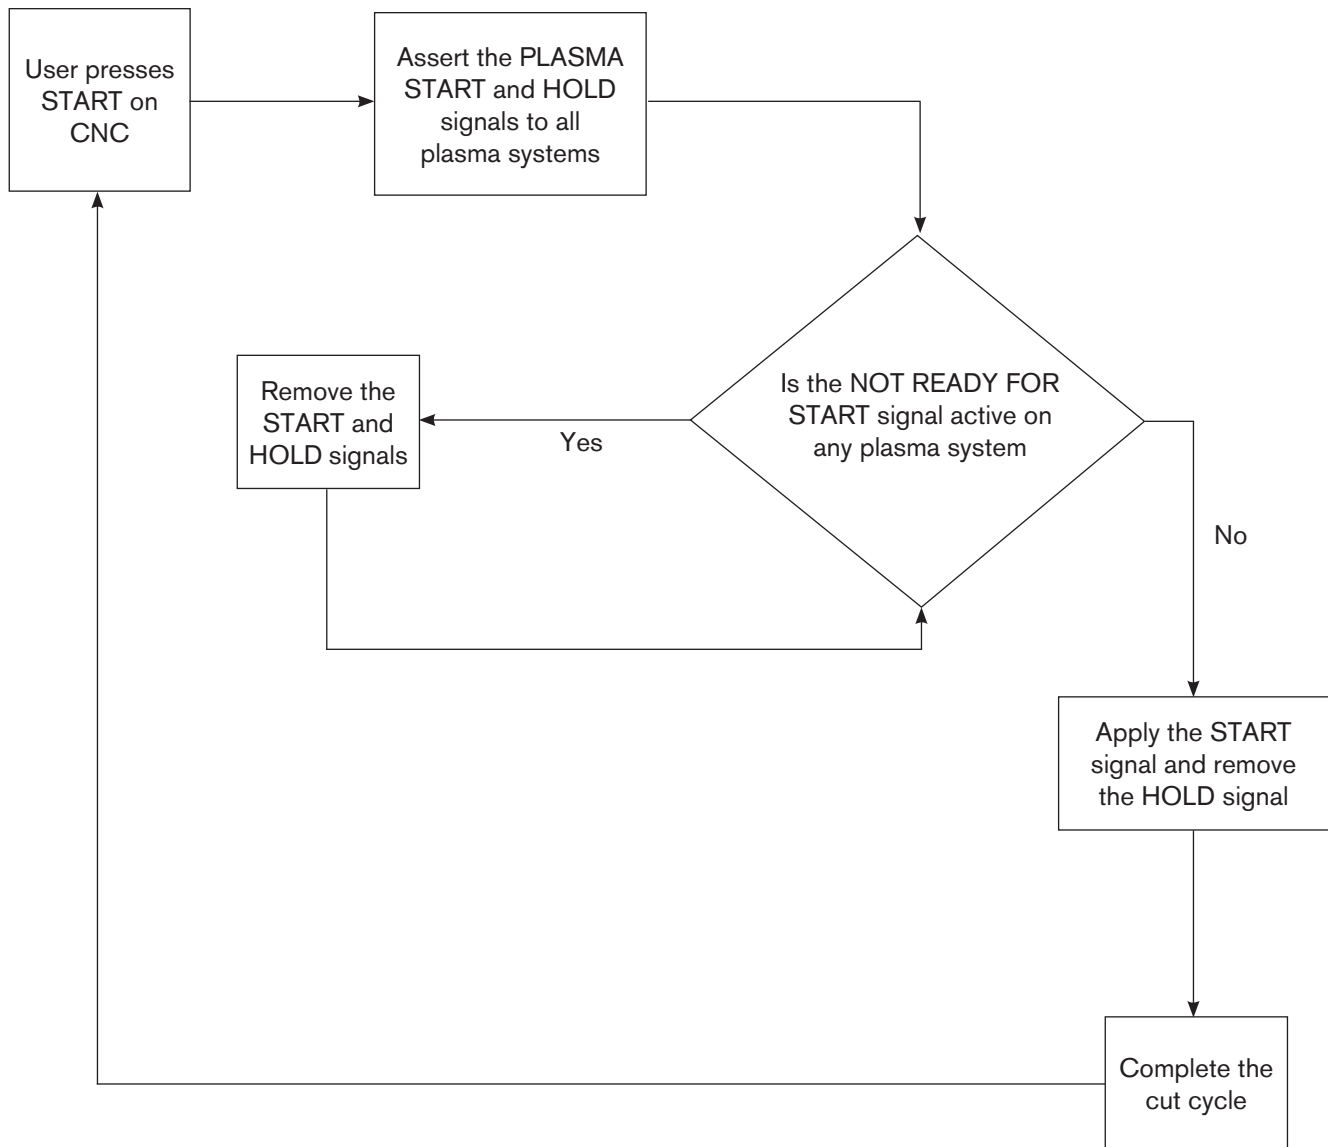 User presses
START on
CNC
Assert the PLASMA
START and HOLD
signals to all
plasma systems
Is the NOT READY FOR
START signal active on
any plasma system
Yes
Remove the
START and
HOLD signals
No
Apply the START
signal and remove
the HOLD signal
Complete the
cut cycle